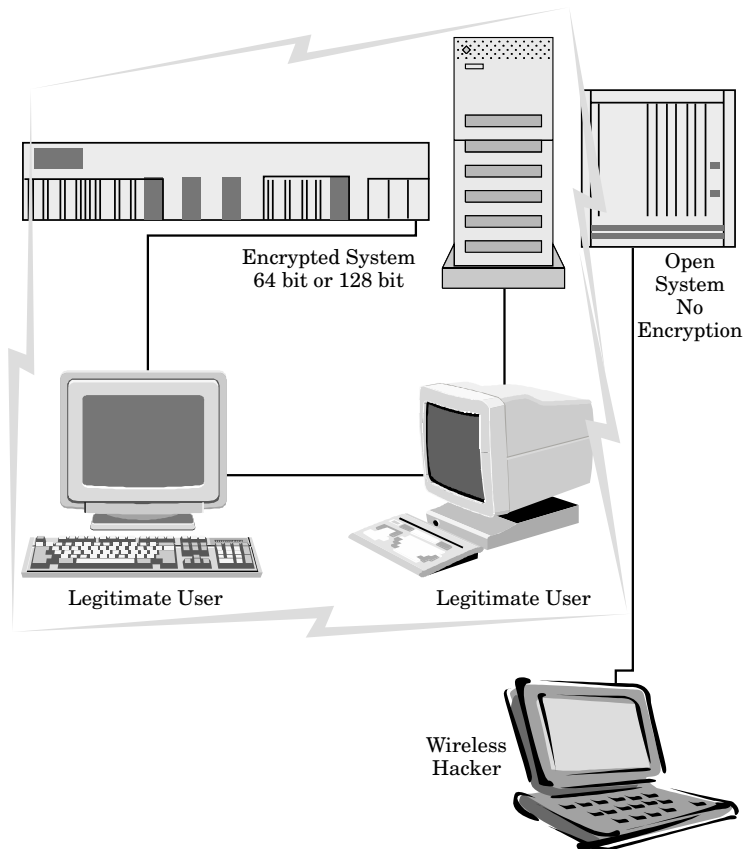 Encrypted System
64 bit or 128 bit
Open
System
No
Encryption
Legitimate User
Legitimate User
Wireless
Hacker